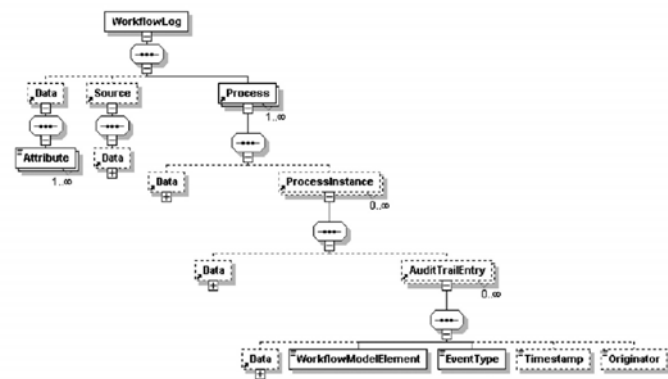 WorkflowLog
Data Source Process
1..∞
Attribute Data
1..∞
Data ProcessInstance
0..∞
Data AuditTrailEntry
0..∞
Data WorkflowModelElement EventType Timestamp Originator